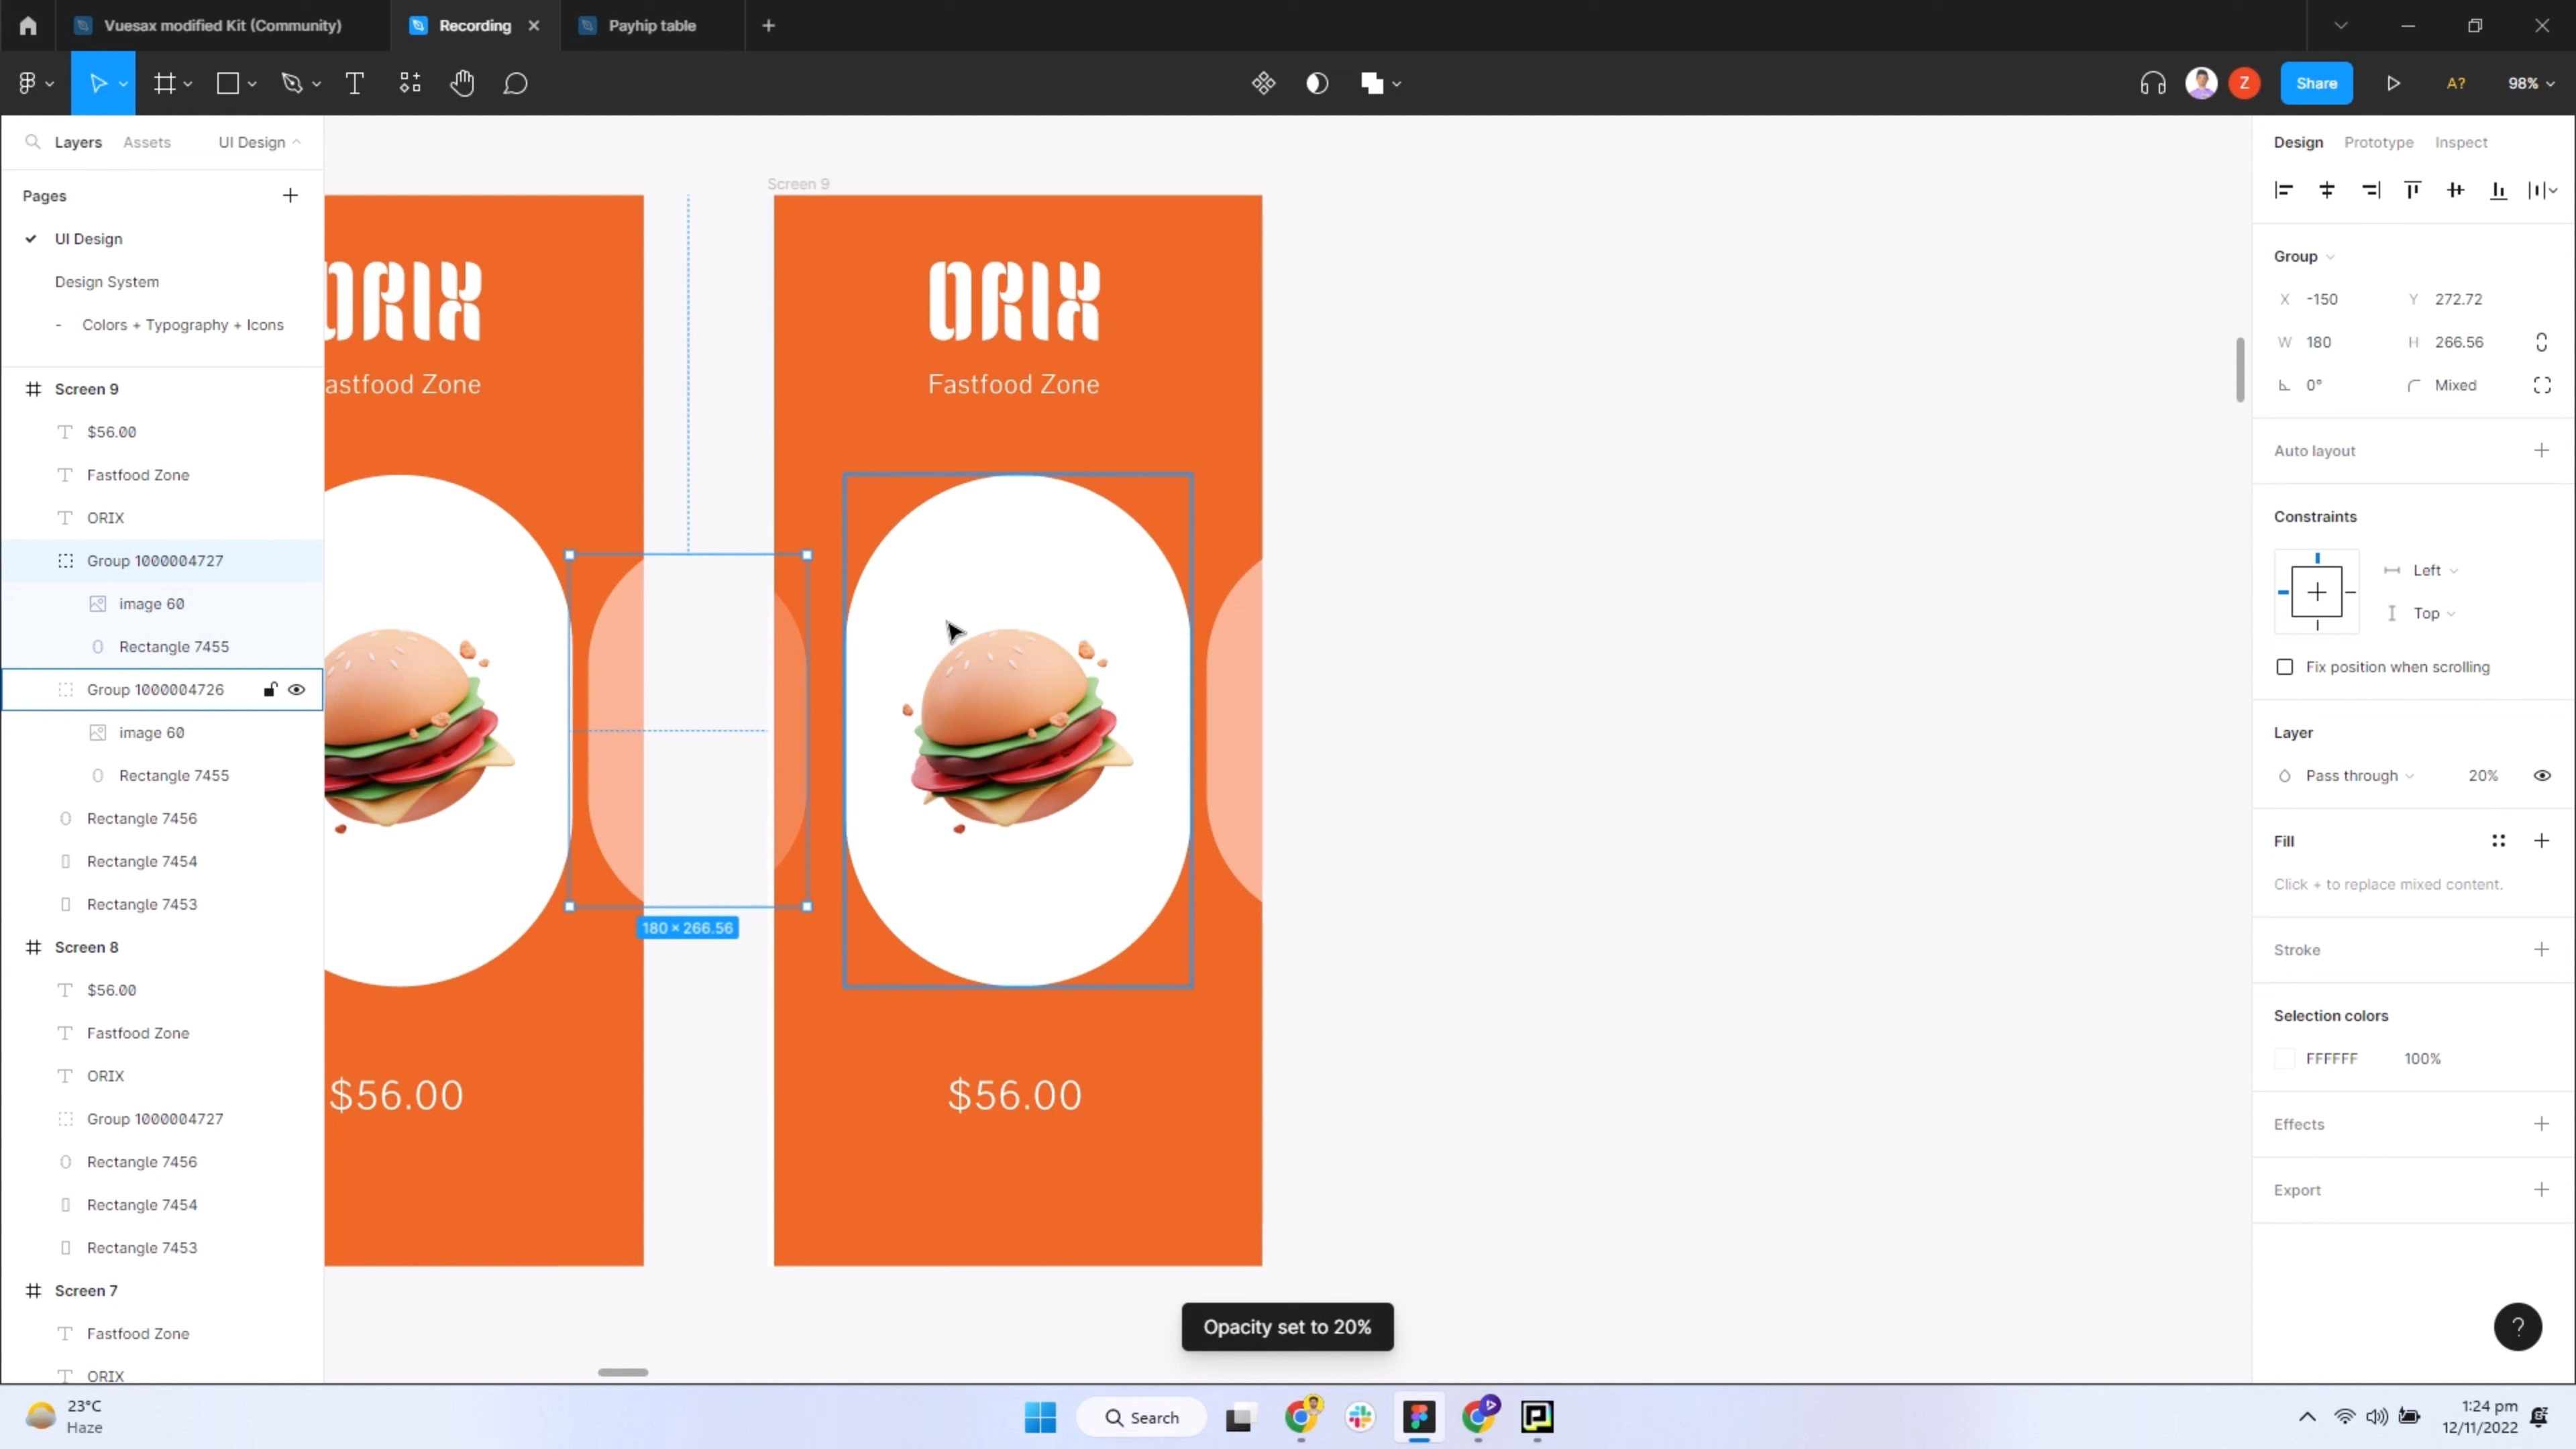 Vuesax modified Kit (Community)
Recording
Payhip table
Z
Share
A?
98%
Layers
Assets
UI Design
Pages
UI Design
Design System
- Colors + Typography + Icons
Screen 9
$56.00
Fastfood Zone
ORIX
Group 1000004727
image 60
Rectangle 7455
Group 1000004726
image 60
Rectangle 7455
Rectangle 7456
Rectangle 7454
Rectangle 7453
Screen 8
$56.00
Fastfood Zone
ORIX
Group 1000004727
Rectangle 7456
Rectangle 7454
Rectangle 7453
Screen 7
Fastfood Zone
ORIX
ORIX
astfood Zone
$56.00
180 × 266.56
Screen 9
ORIX
Fastfood Zone
$56.00
Opacity set to 20%
Design
Prototype
Inspect
Group
X -150
Y 272.72
W 180
H 266.56
0°
Mixed
Auto layout
Constraints
Left
Top
Fix position when scrolling
Layer
Pass through
20%
Fill
Click + to replace mixed content.
Stroke
Selection colors
FFFFFF
100%
Effects
Export
?
23°C
Haze
Search
1:24 pm
12/11/2022